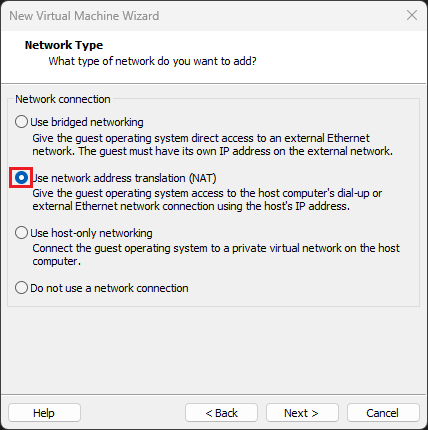 New Virtual Machine Wizard
Network Type
What type of network do you want to add?
Network connection
Use bridged networking
Give the guest operating system direct access to an external Ethernet
network. The guest must have its own IP address on the external network.
Use network address translation (NAT)
Give the guest operating system access to the host computer's dial-up or
external Ethernet network connection using the host's IP address.
Use host-only networking
Connect the guest operating system to a private virtual network on the host
computer.
Do not use a network connection
Help
< Back
Next >
Cancel